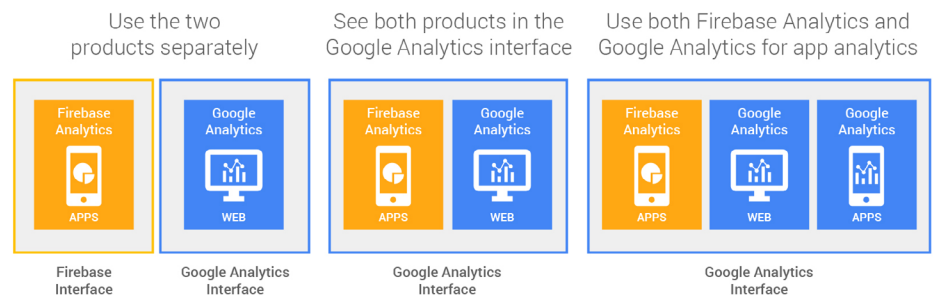 Use the two
products separately
See both products in the
Google Analytics interface
Use both Firebase Analytics and
Google Analytics for app analytics
Firebase
Analytics
APPS
Google
Analytics
WEB
Firebase
Analytics
APPS
Google
Analytics
WEB
Firebase
Analytics
APPS
Google
Analytics
WEB
Google
Analytics
APPS
Firebase
Interface
Google Analytics
Interface
Google Analytics
Interface
Google Analytics
Interface